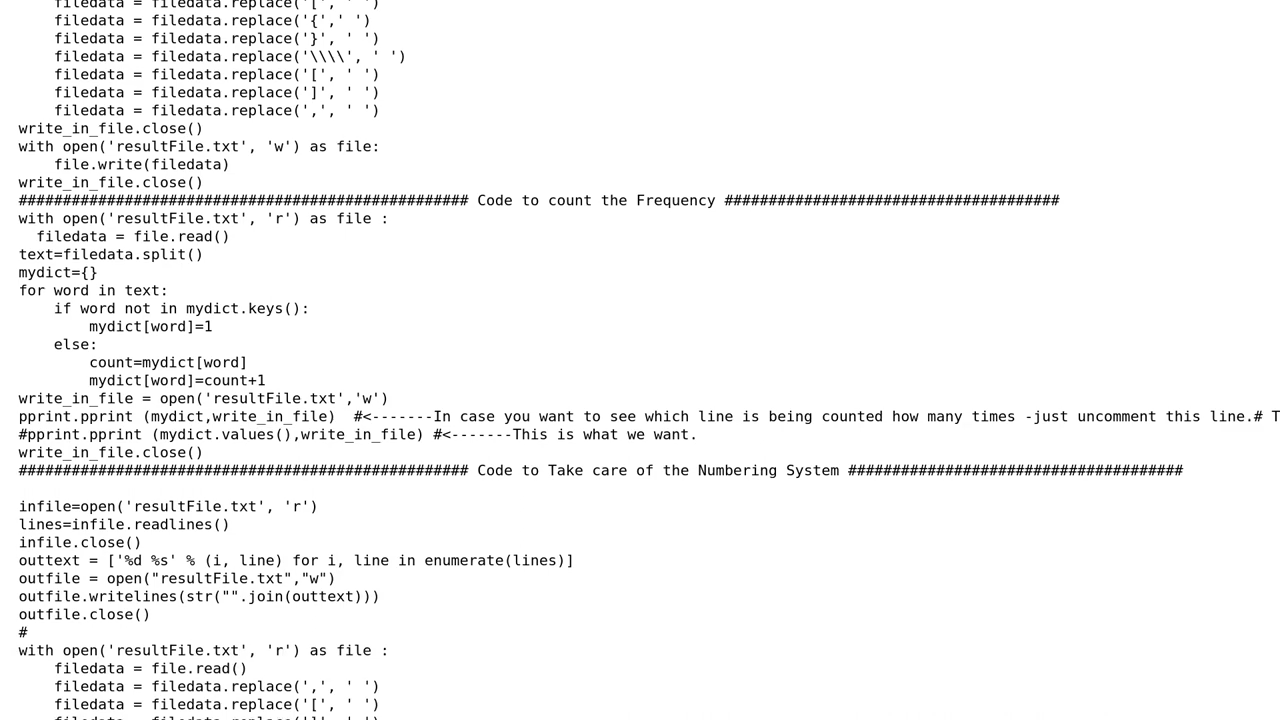 filedata = filedata.replace('[', ' ')
    filedata = filedata.replace('{',' ')
    filedata = filedata.replace('}', ' ')
    filedata = filedata.replace('\\\\', ' ')
    filedata = filedata.replace('[', ' ')
    filedata = filedata.replace(']', ' ')
    filedata = filedata.replace(',', ' ')
write_in_file.close()
with open('resultFile.txt', 'w') as file:
    file.write(filedata)
write_in_file.close()
################################################### Code to count the Frequency ######################################
with open('resultFile.txt', 'r') as file :
  filedata = file.read()
text=filedata.split()
mydict={}
for word in text:
    if word not in mydict.keys():
        mydict[word]=1
    else:
        count=mydict[word]
        mydict[word]=count+1
write_in_file = open('resultFile.txt','w')
pprint.pprint (mydict,write_in_file)  #<-------In case you want to see which line is being counted how many times -just uncomment this line.# T
#pprint.pprint (mydict.values(),write_in_file) #<-------This is what we want.
write_in_file.close()
################################################### Code to Take care of the Numbering System ######################################
infile=open('resultFile.txt', 'r')
lines=infile.readlines()
infile.close()
outtext = ['%d %s' % (i, line) for i, line in enumerate(lines)]
outfile = open("resultFile.txt","w")
outfile.writelines(str("".join(outtext)))
outfile.close()
#
with open('resultFile.txt', 'r') as file :
    filedata = file.read()
    filedata = filedata.replace(',', ' ')
    filedata = filedata.replace('[', ' ')
    filedata = filedata.replace(']', ' ')